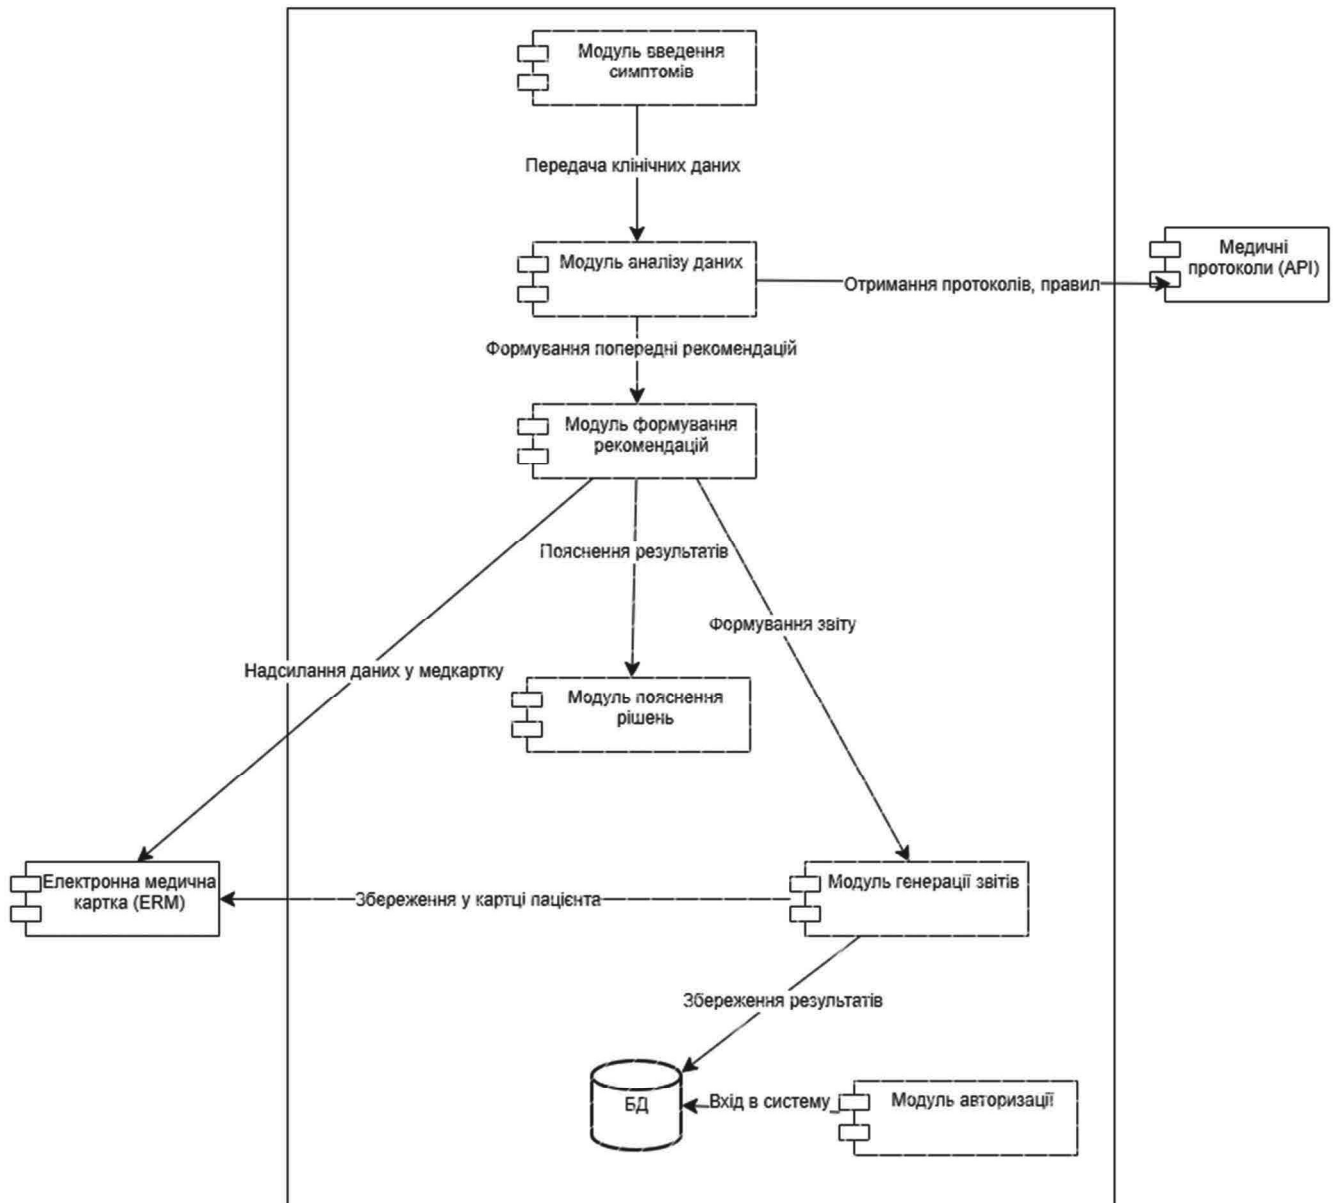 Модуль введення
симптомів
Передача клінічних даних
Модуль аналізу даних
Медичні
протоколи (API)
Отримання протоколів, правил
Формування попередні рекомендацій
Модуль формування
рекомендацій
Пояснення результатів
Формування звіту
Надсилання даних у медкартку
Модуль пояснення
рішень
Електронна медична
картка (ERM)
Збереження у картці пацієнта
Модуль генерації звітів
Збереження результатів
БД
Вхід в систему
Модуль авторизації